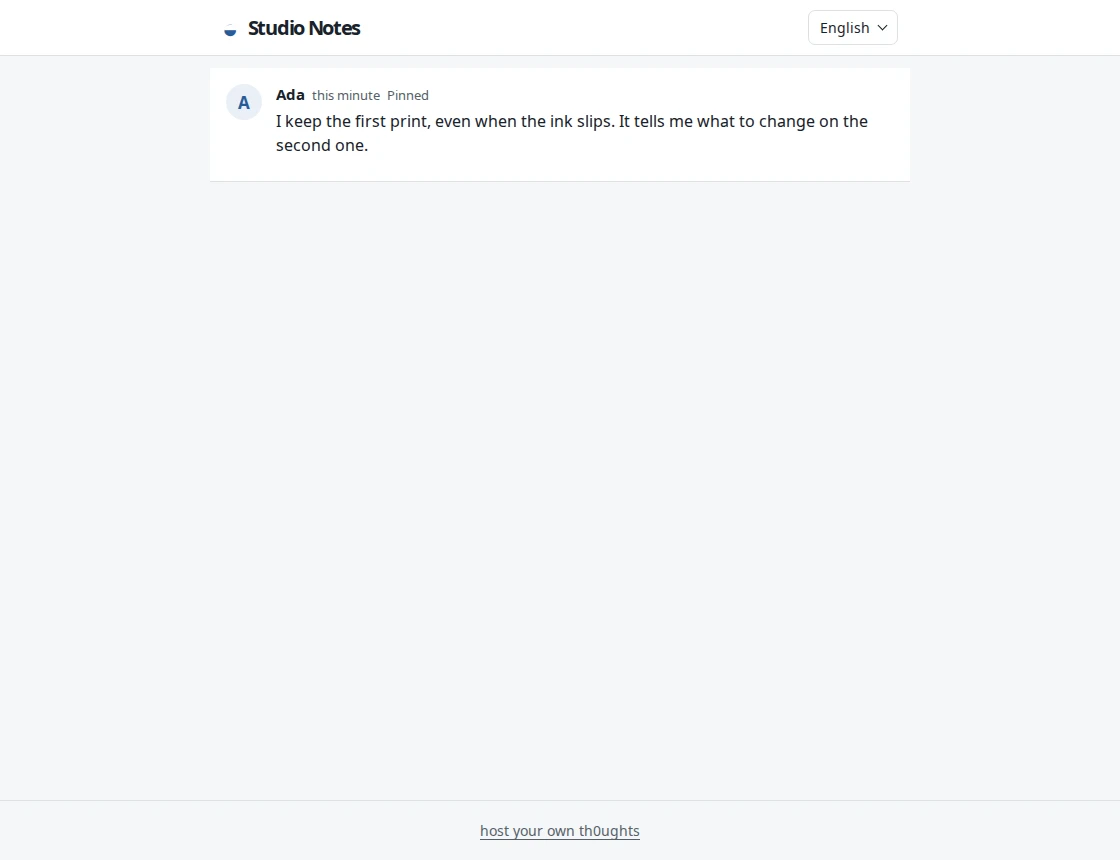 Studio Notes
English
A
Ada this minute Pinned
I keep the first print, even when the ink slips. It tells me what to change on the
second one.
host your own th0ughts